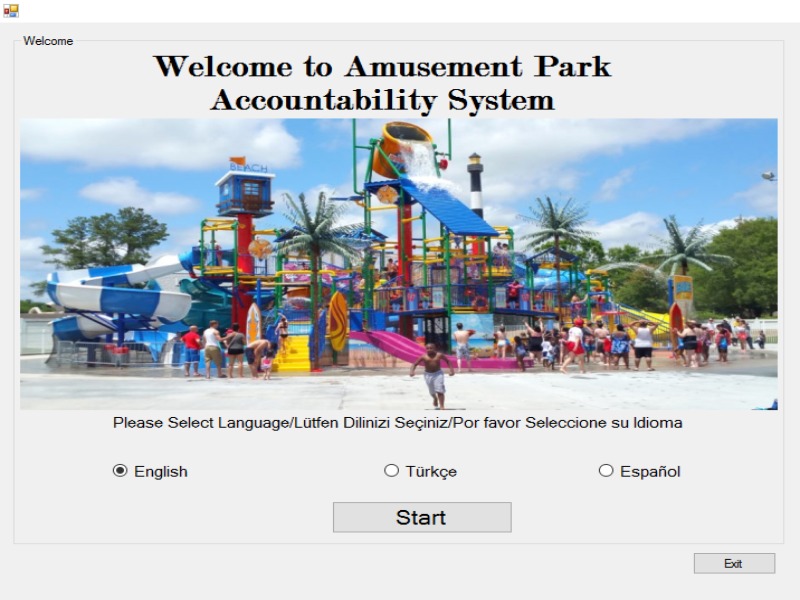 Welcome
Welcome to Amusement Park
Accountability System
BEACH
Please Select Language/Lütfen Dilinizi Seçiniz/Por favor Seleccione su Idioma
English Türkçe Español
Start
Exit